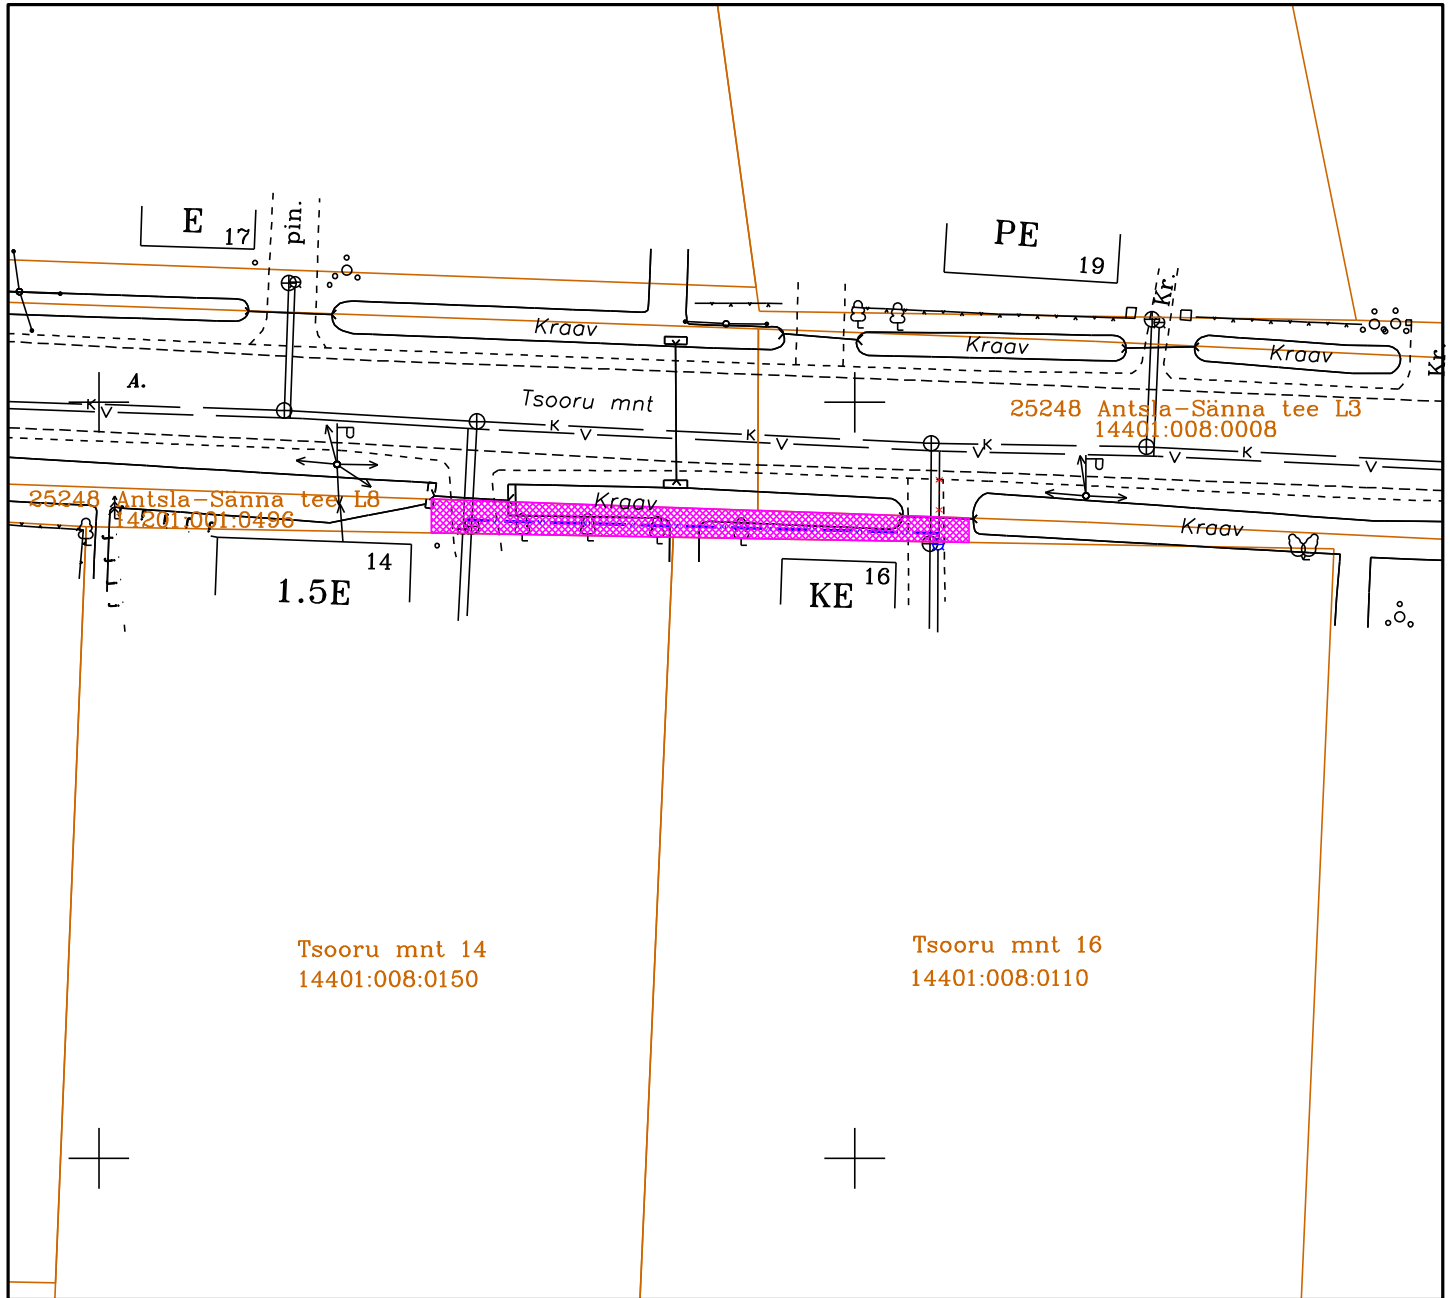 E
17
pin.
PE
19
Kr.
Kraav
Kraav
Kraav
Kr.
A.
Tsooru mnt
K
V
K
V
K
V
K
V
K
V
25248 Antsla-Sänna tee L3
14401:008:0008
25248 Antsla-Sänna tee L8
14201:001:0496
Kraav
Kraav
14
1.5E
16
KE
Tsooru mnt 14
14401:008:0150
Tsooru mnt 16
14401:008:0110